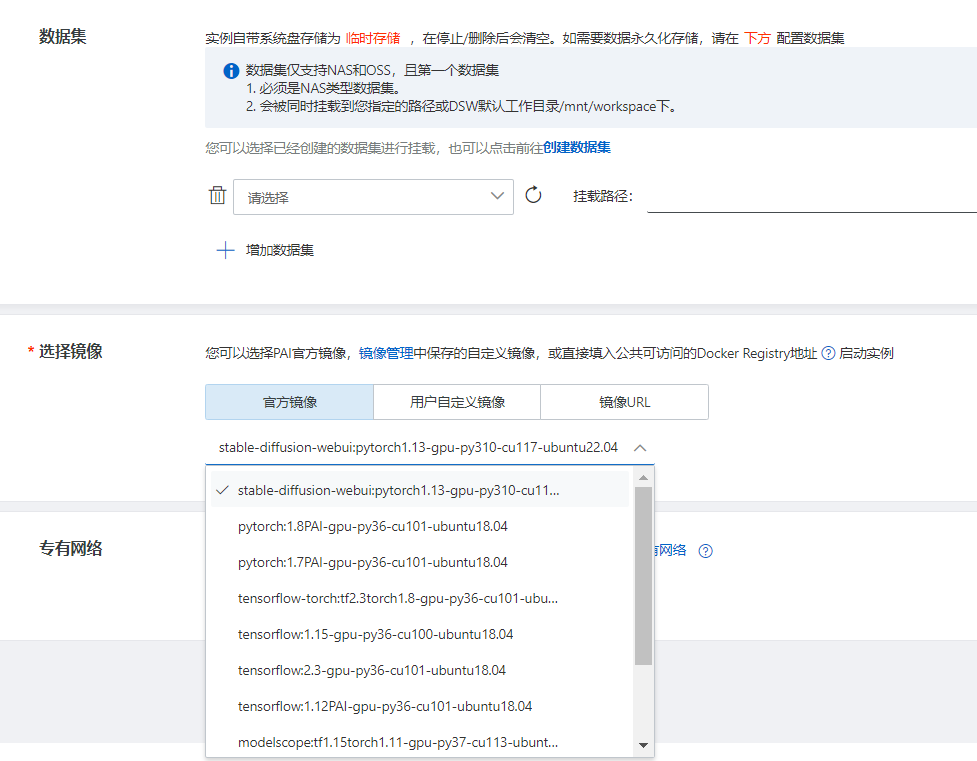 数据集
实例自带系统盘存储为 临时存储 ，在停止/删除后会清空。如需要数据永久化存储，请在 下方 配置数据集
数据集仅支持NAS和OSS，且第一个数据集
1. 必须是NAS类型数据集。
2. 会被同时挂载到您指定的路径或DSW默认工作目录/mnt/workspace下。
您可以选择已经创建的数据集进行挂载，也可以点击前往创建数据集
请选择
挂载路径：
增加数据集
* 选择镜像
您可以选择PAI官方镜像，镜像管理中保存的自定义镜像，或直接填入公共可访问的Docker Registry地址 ? 启动实例
官方镜像
用户自定义镜像
镜像URL
stable-diffusion-webui:pytorch1.13-gpu-py310-cu117-ubuntu22.04
stable-diffusion-webui:pytorch1.13-gpu-py310-cu11...
pytorch:1.8PAI-gpu-py36-cu101-ubuntu18.04
pytorch:1.7PAI-gpu-py36-cu101-ubuntu18.04
tensorflow-torch:tf2.3torch1.8-gpu-py36-cu101-ubu...
tensorflow:1.15-gpu-py36-cu100-ubuntu18.04
tensorflow:2.3-gpu-py36-cu101-ubuntu18.04
tensorflow:1.12PAI-gpu-py36-cu101-ubuntu18.04
modelscope:tf1.15torch1.11-gpu-py37-cu113-ubunt...
专有网络
有网络 ?